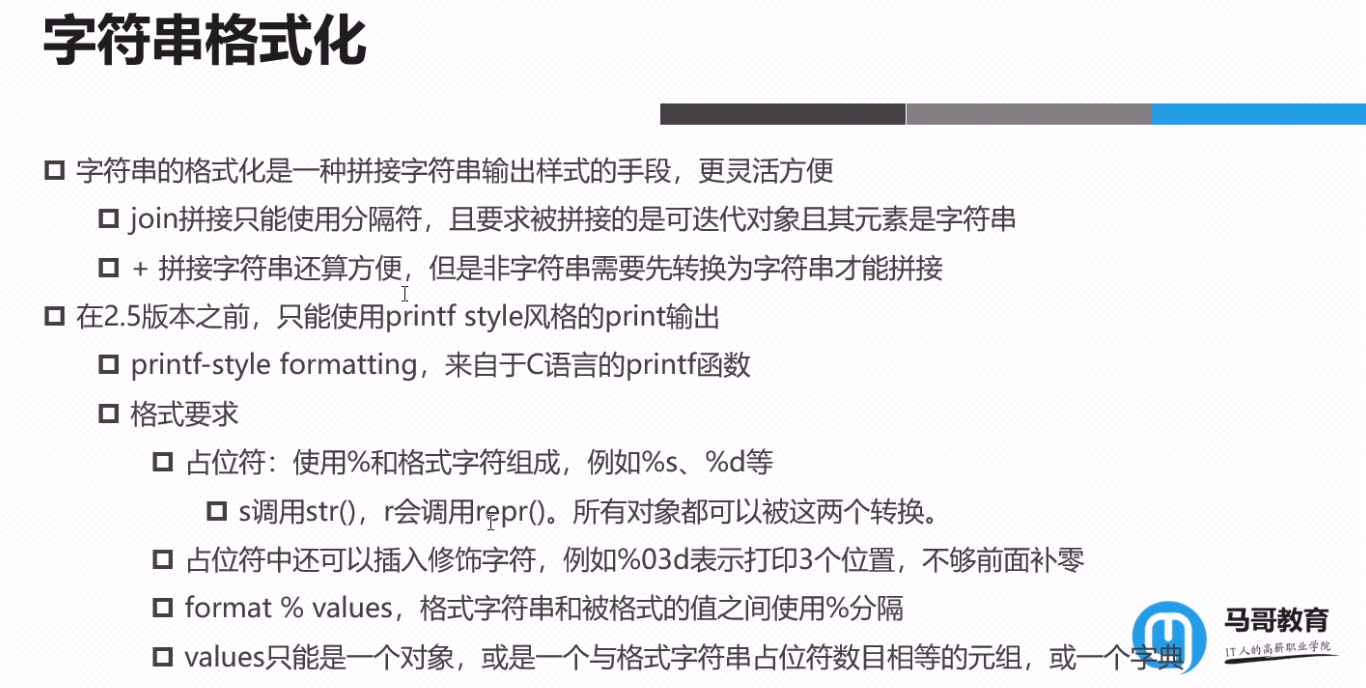 字符串格式化
字符串的格式化是一种拼接字符串输出样式的手段，更灵活方便
join拼接只能使用分隔符，且要求被拼接的是可迭代对象且其元素是字符串
+ 拼接字符串还算方便，但是非字符串需要先转换为字符串才能拼接
在2.5版本之前，只能使用printf style风格的print输出
printf-style formatting，来自于C语言的printf函数
格式要求
占位符：使用%和格式字符组成，例如%s、%d等
s调用str()，r会调用repr()。所有对象都可以被这两个转换。
占位符中还可以插入修饰字符，例如%03d表示打印3个位置，不够前面补零
format % values，格式字符串和被格式的值之间使用%分隔
values只能是一个对象，或是一个与格式字符串占位符数目相等的元组，或一个字典
马哥教育
IT人的高薪职业学院